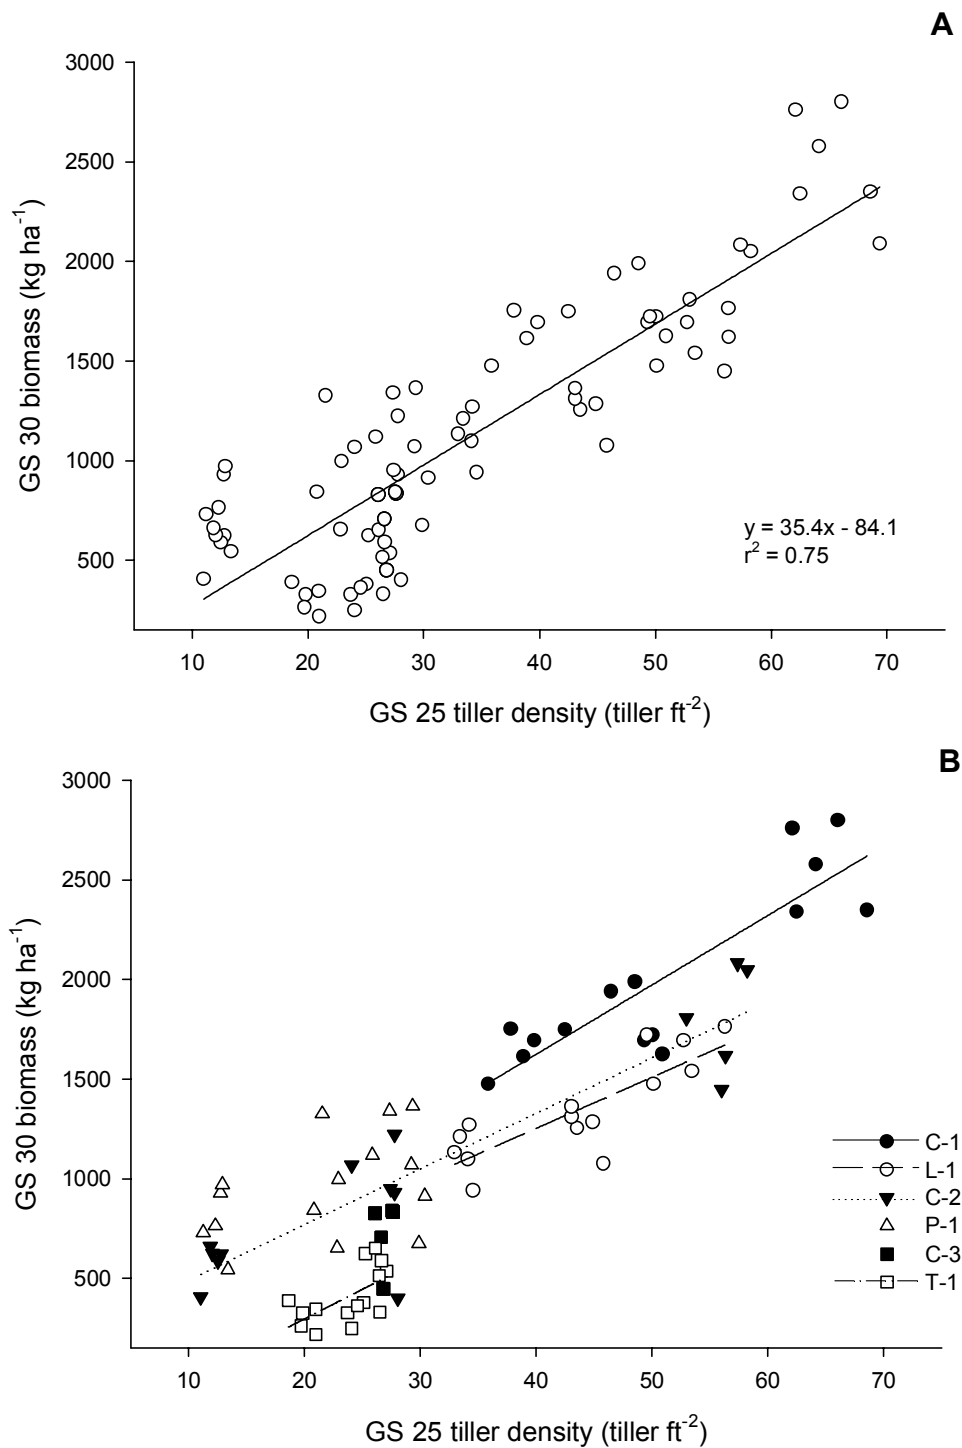 A
3000
2500
2000
1500
1000
500
GS 30 biomass (kg ha⁻¹)
y = 35.4x - 84.1
r² = 0.75
10 20 30 40 50 60 70
GS 25 tiller density (tiller ft⁻²)
B
3000
2500
2000
1500
1000
500
GS 30 biomass (kg ha⁻¹)
C-1
L-1
C-2
P-1
C-3
T-1
10 20 30 40 50 60 70
GS 25 tiller density (tiller ft⁻²)